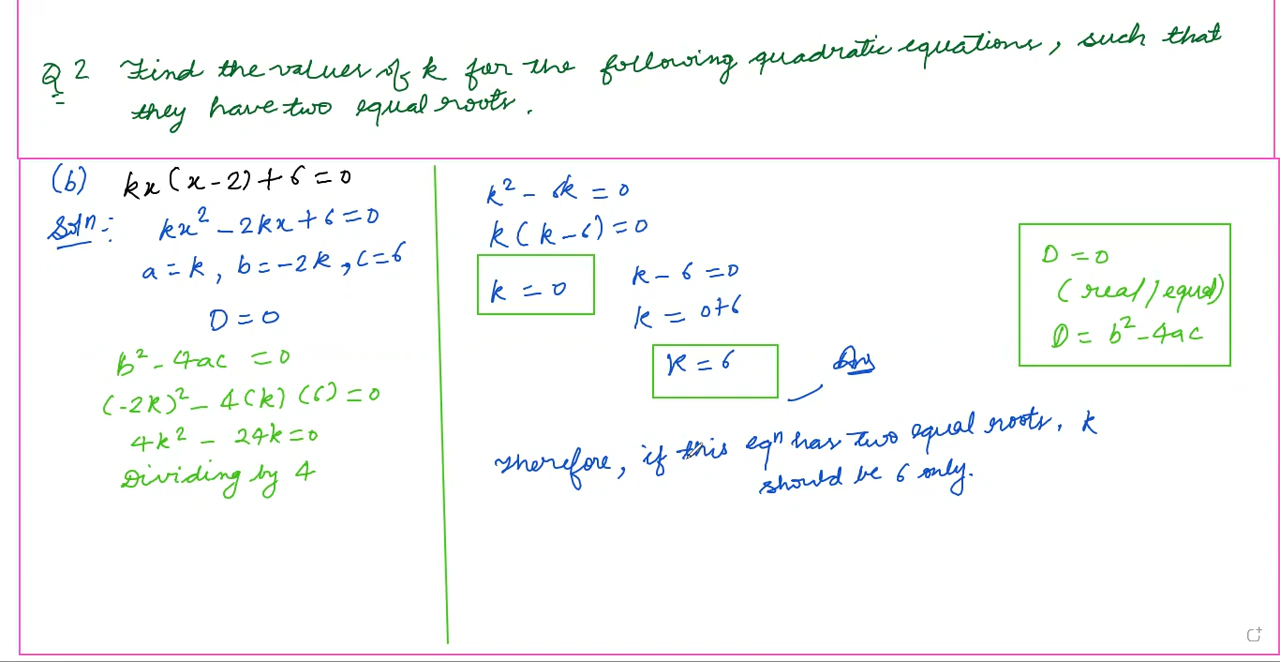 Q 2 Find the values of k for the following quadratic equations, such that
they have two equal roots.
(b) kx(x-2)+6=0
Solⁿ:
kx²-2kx+6=0
a=k, b=-2k, c=6
D=0
b²-4ac=0
(-2k)²-4(k)(6)=0
4k²-24k=0
Dividing by 4
k²-6k=0
k(k-6)=0
k=0
k-6=0
k=0+6
k=6
Ans
Therefore, if this eqⁿ has two equal roots, k
should be 6 only.
D=0
(real/equal)
D=b²-4ac